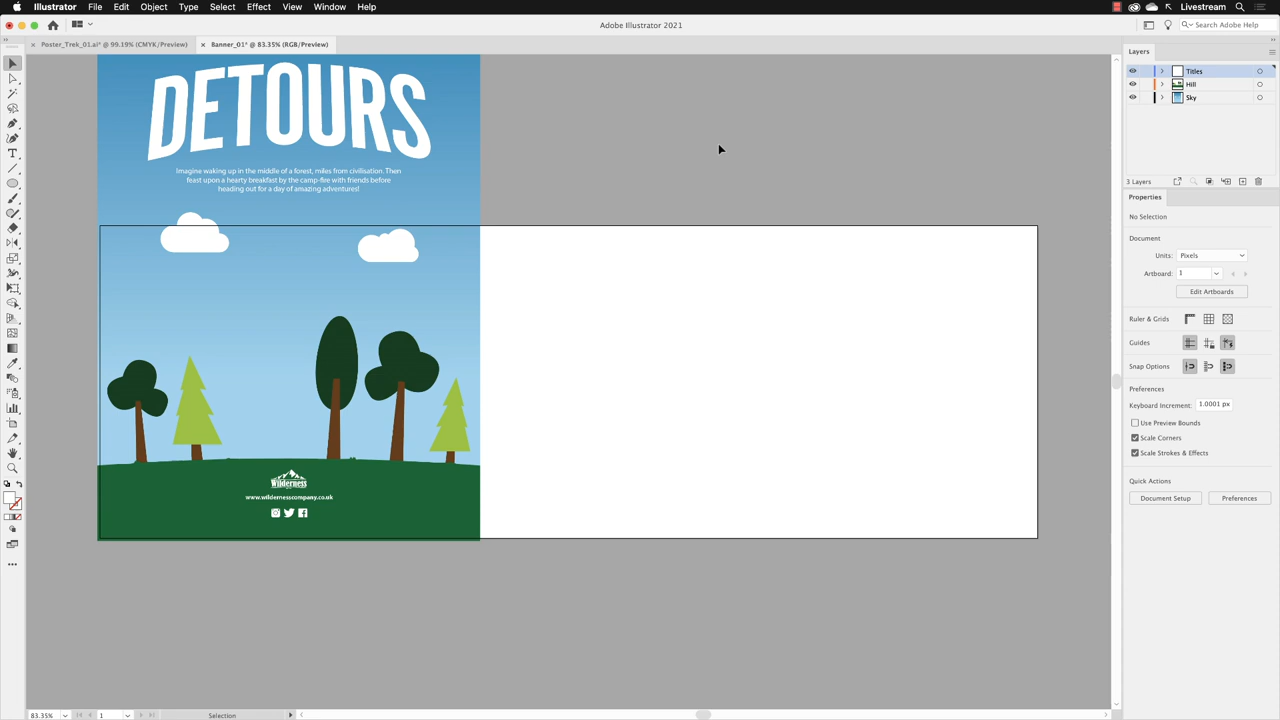 Illustrator File Edit Object Type Select Effect View Window Help Livestream
Adobe Illustrator 2021
Search Adobe Help
× Poster_Trek_01.ai* @ 99.19% (CMYK/Preview) × Banner_01* @ 83.35% (RGB/Preview)
DETOURS
Imagine waking up in the middle of a forest, miles from civilisation. Then
feast upon a hearty breakfast by the camp-fire with friends before
heading out for a day of amazing adventures!
Wilderness
www.wildernesscompany.co.uk
Layers
Titles
Hill
Sky
3 Layers
Properties
No Selection
Document
Units: Pixels
Artboard: 1
Edit Artboards
Ruler & Grids
Guides
Snap Options
Preferences
Keyboard Increment: 1.0001 px
Use Preview Bounds
Scale Corners
Scale Strokes & Effects
Quick Actions
Document Setup Preferences
83.35% 1 Selection